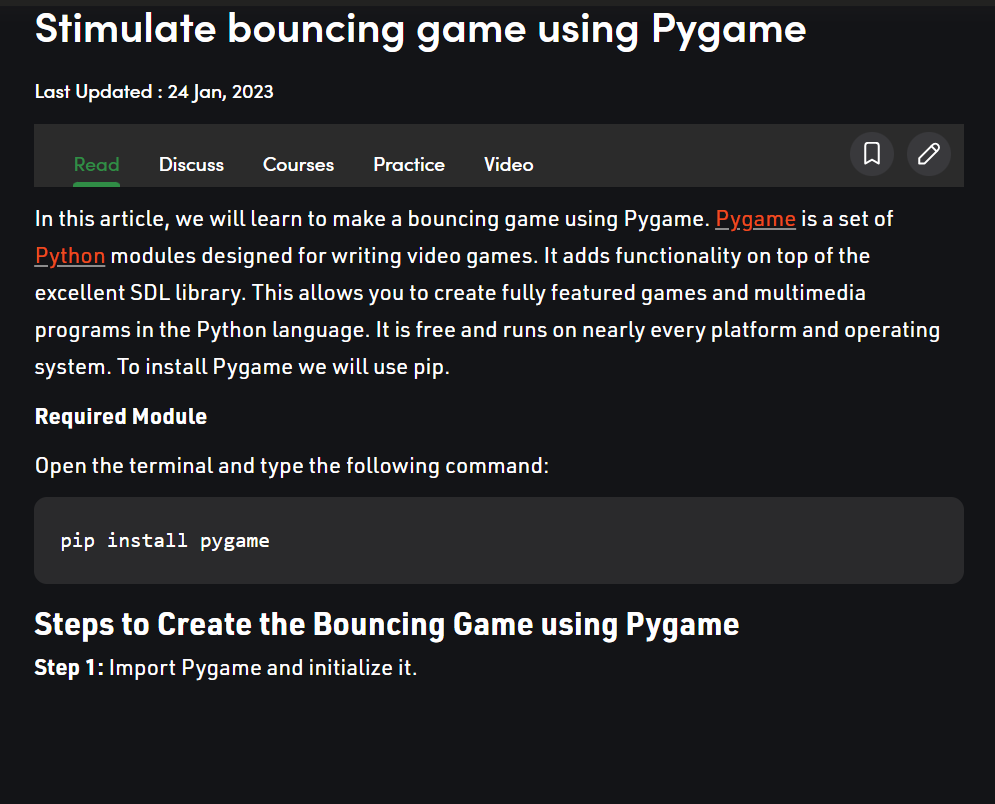 Stimulate bouncing game using Pygame
Last Updated : 24 Jan, 2023
Read Discuss Courses Practice Video
In this article, we will learn to make a bouncing game using Pygame. Pygame is a set of
Python modules designed for writing video games. It adds functionality on top of the
excellent SDL library. This allows you to create fully featured games and multimedia
programs in the Python language. It is free and runs on nearly every platform and operating
system. To install Pygame we will use pip.
Required Module
Open the terminal and type the following command:
pip install pygame
Steps to Create the Bouncing Game using Pygame
Step 1: Import Pygame and initialize it.